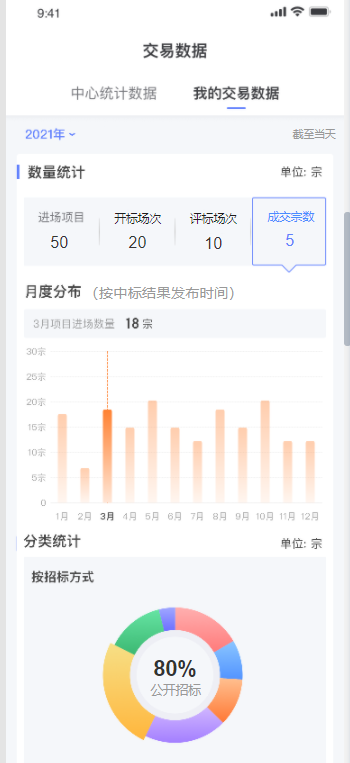 9:41
交易数据
中心统计数据 我的交易数据
2021年 截至当天
数量统计 单位: 宗
进场项目 开标场次 评标场次 成交宗数
50 20 10 5
月度分布 （按中标结果发布时间）
3月项目进场数量 18 宗
30宗
25宗
20宗
15宗
10宗
5宗
0
1月 2月 3月 4月 5月 6月 7月 8月 9月 10月 11月 12月
分类统计 单位: 宗
按招标方式
80%
公开招标